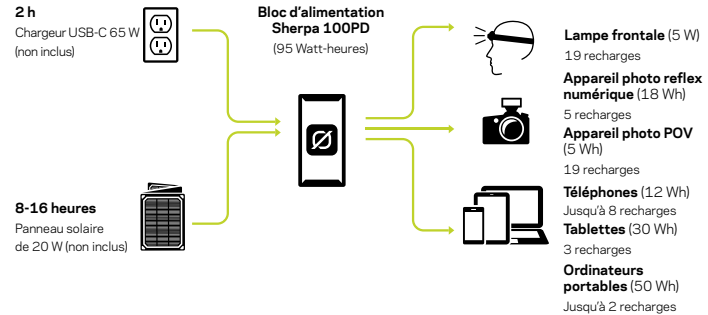 2 h
Chargeur USB-C 65 W
(non inclus)
8-16 heures
Panneau solaire
de 20 W (non inclus)
Bloc d'alimentation
Sherpa 100PD
(95 Watt-heures)
Lampe frontale (5 W)
19 recharges
Appareil photo reflex
numérique (18 Wh)
5 recharges
Appareil photo POV
(5 Wh)
19 recharges
Téléphones (12 Wh)
Jusqu'à 8 recharges
Tablettes (30 Wh)
3 recharges
Ordinateurs
portables (50 Wh)
Jusqu'à 2 recharges